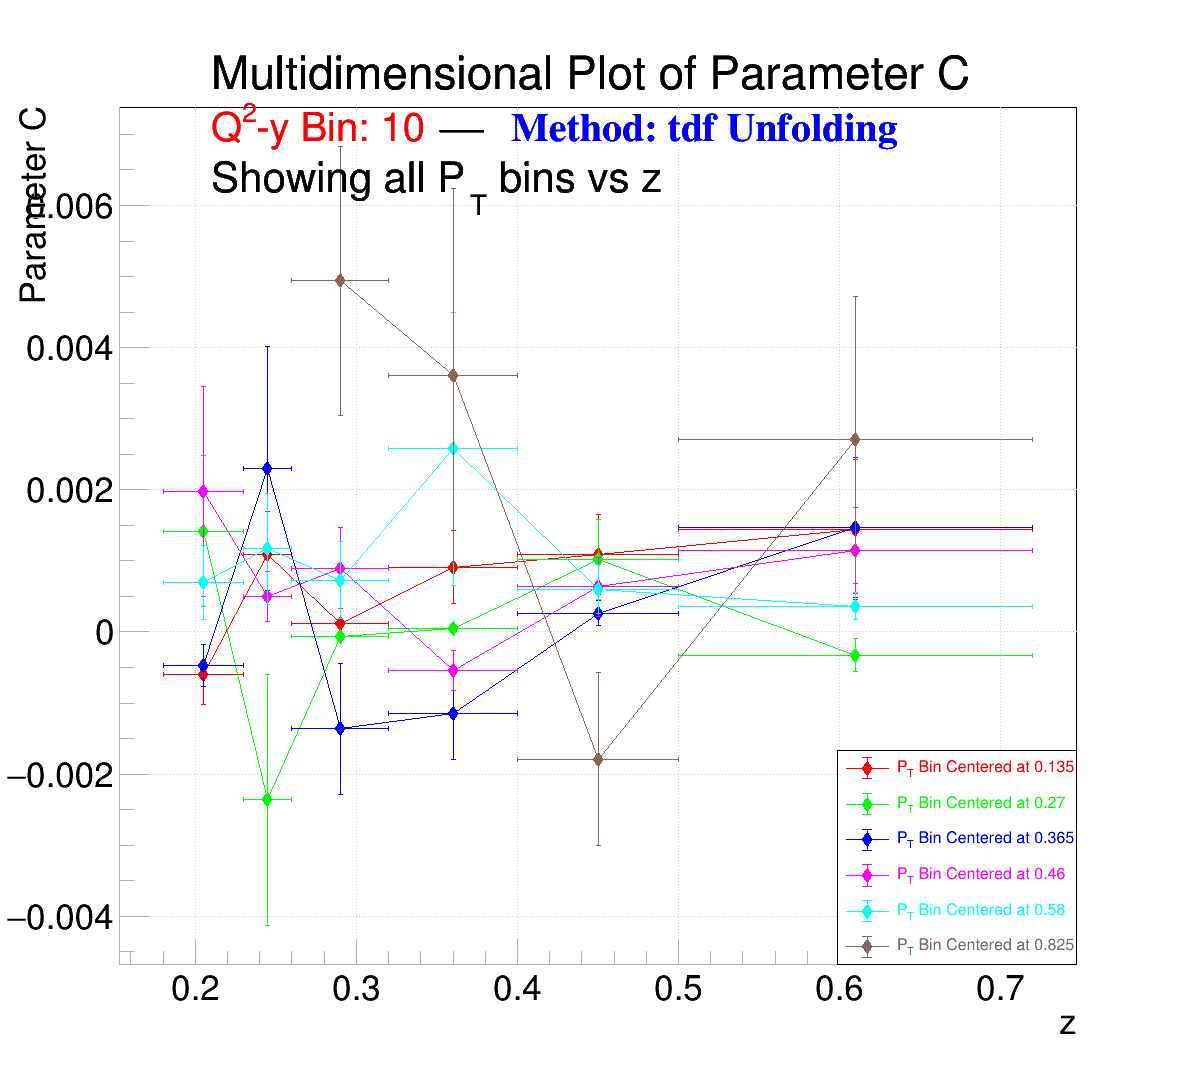 Multidimensional Plot of Parameter C
Q2-y Bin: 10 — Method: tdf Unfolding
Showing all PT bins vs z
Parameter C
0.006
0.004
0.002
0
−0.002
−0.004
PT Bin Centered at 0.135
PT Bin Centered at 0.27
PT Bin Centered at 0.365
PT Bin Centered at 0.46
PT Bin Centered at 0.58
PT Bin Centered at 0.825
0.2 0.3 0.4 0.5 0.6 0.7
z